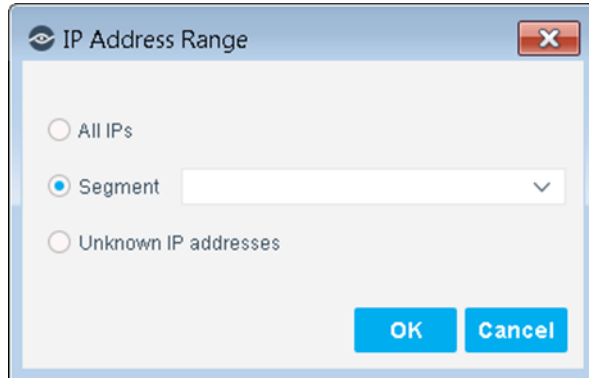 IP Address Range
All IPs
Segment
Unknown IP addresses
OK Cancel